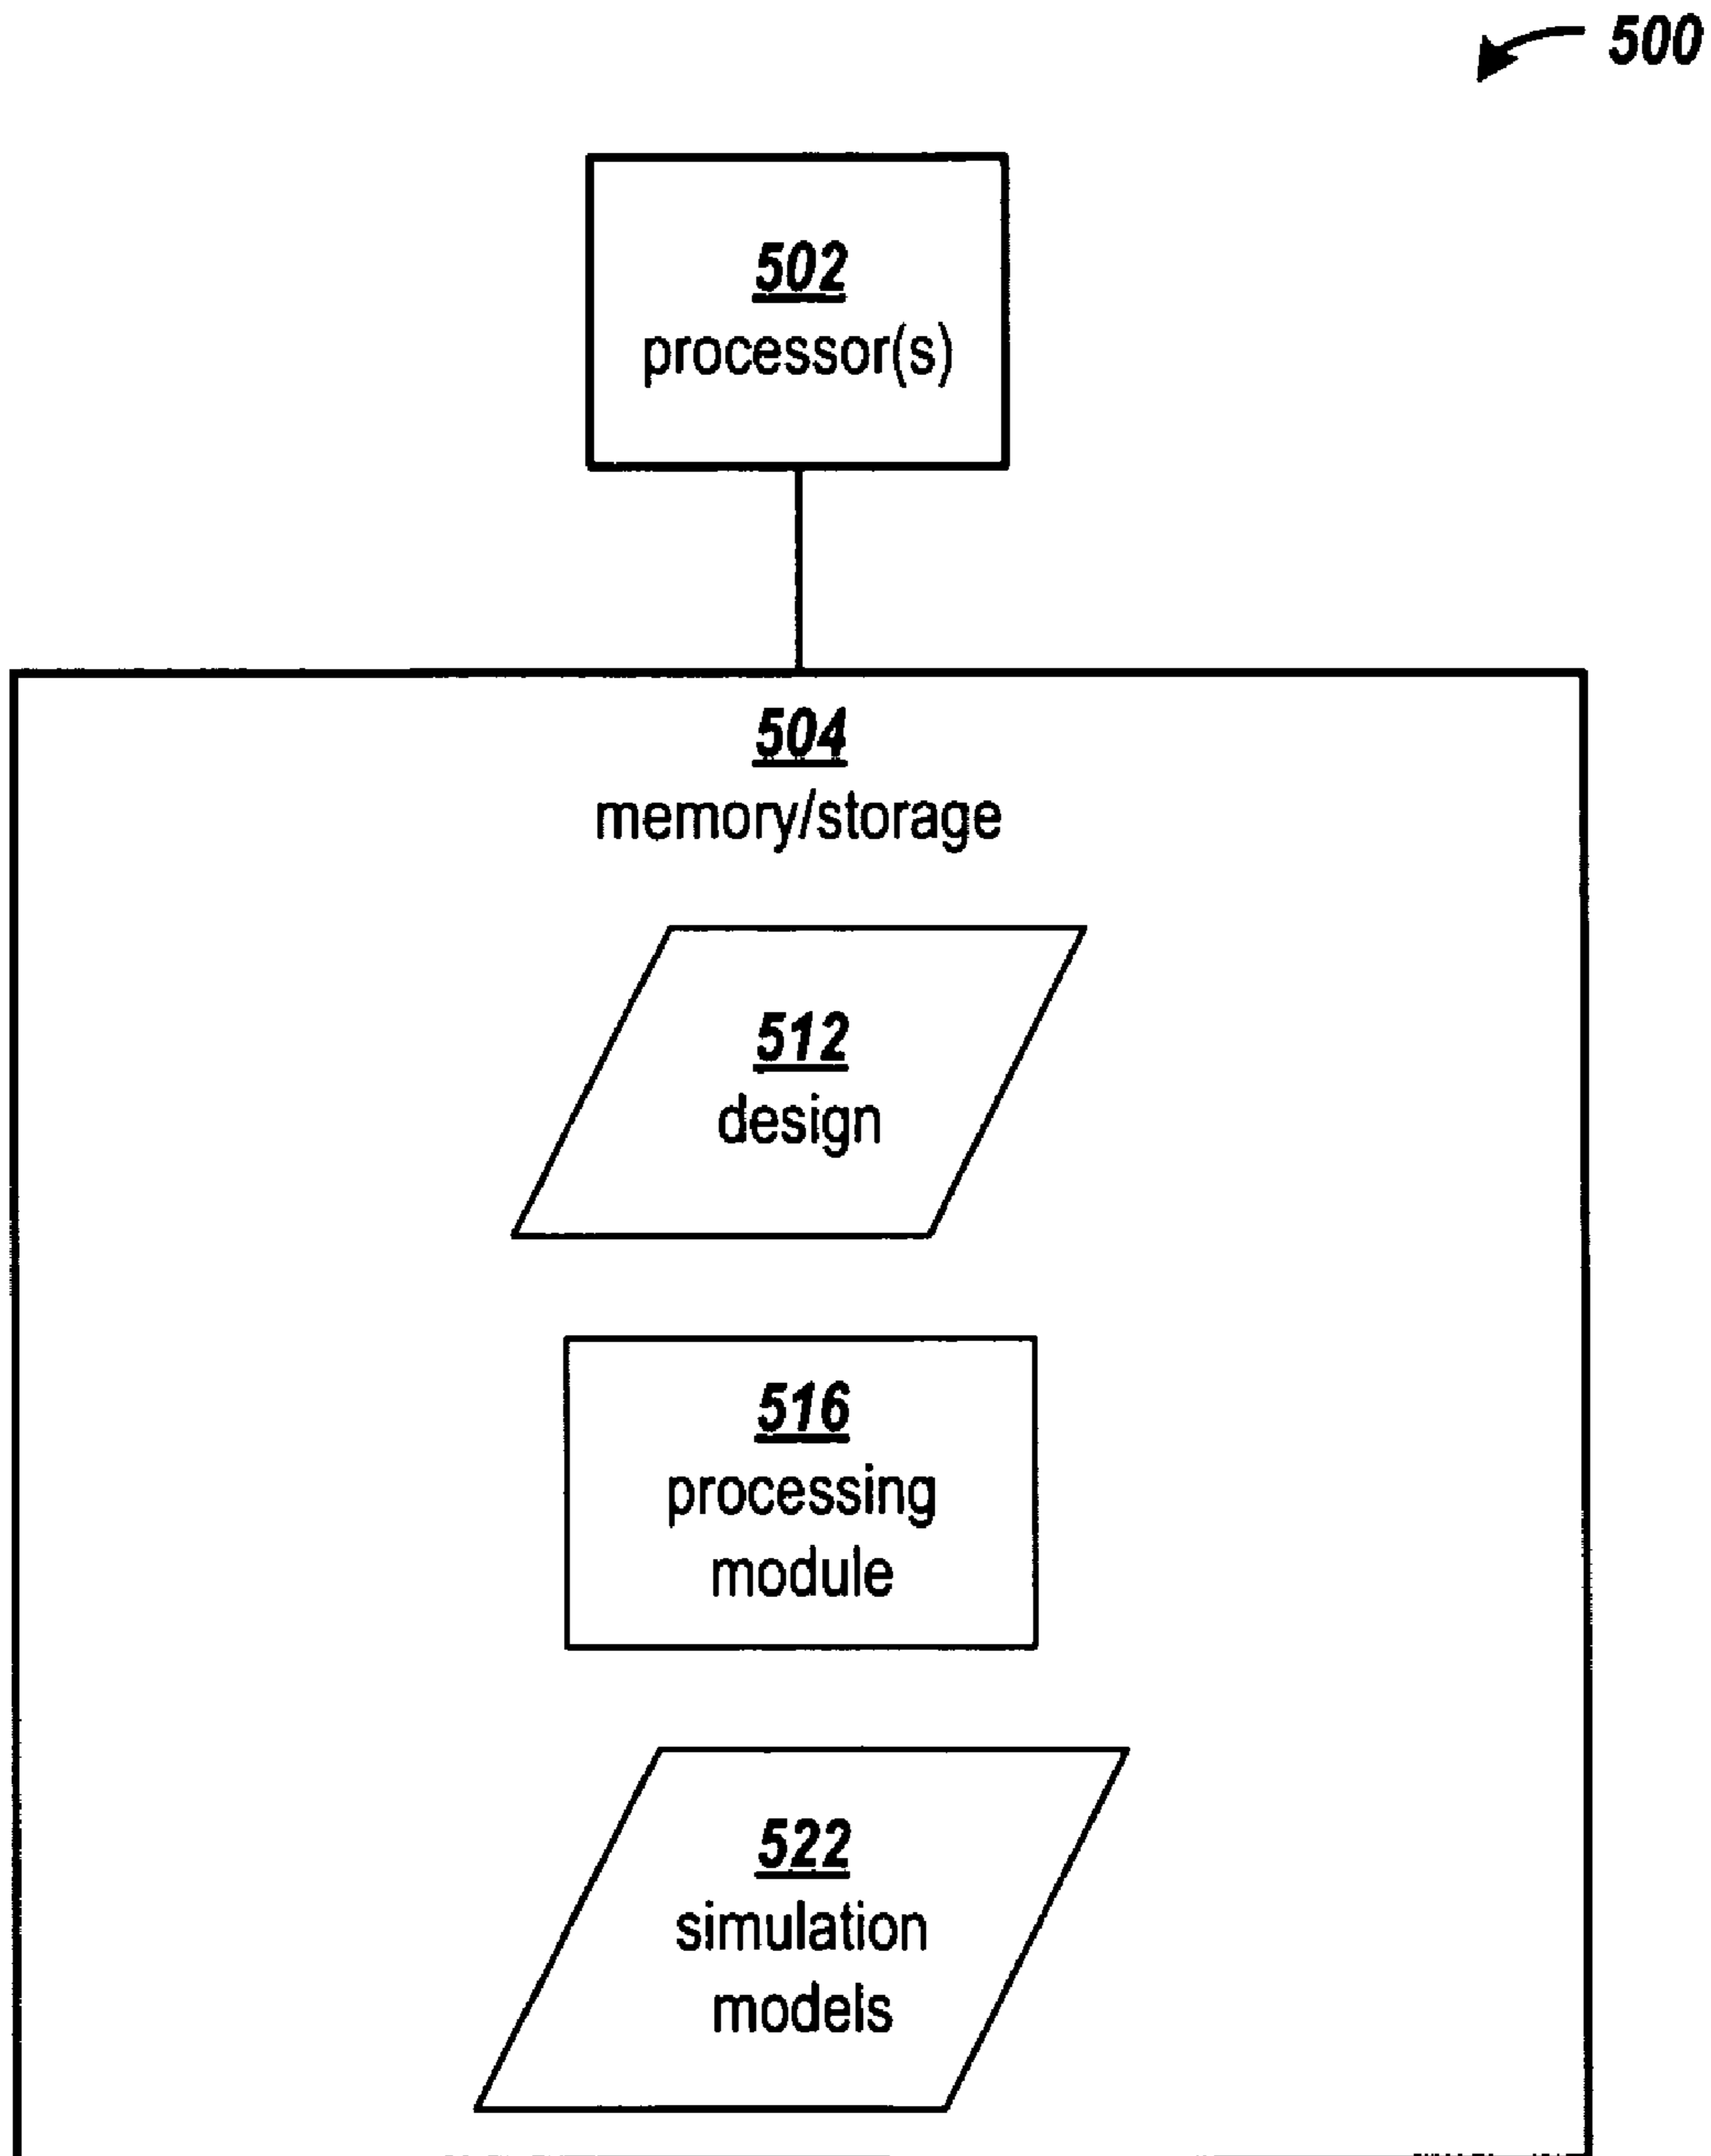 500
502
processor(s)
504
memory/storage
512
design
516
processing
module
522
simulation
models